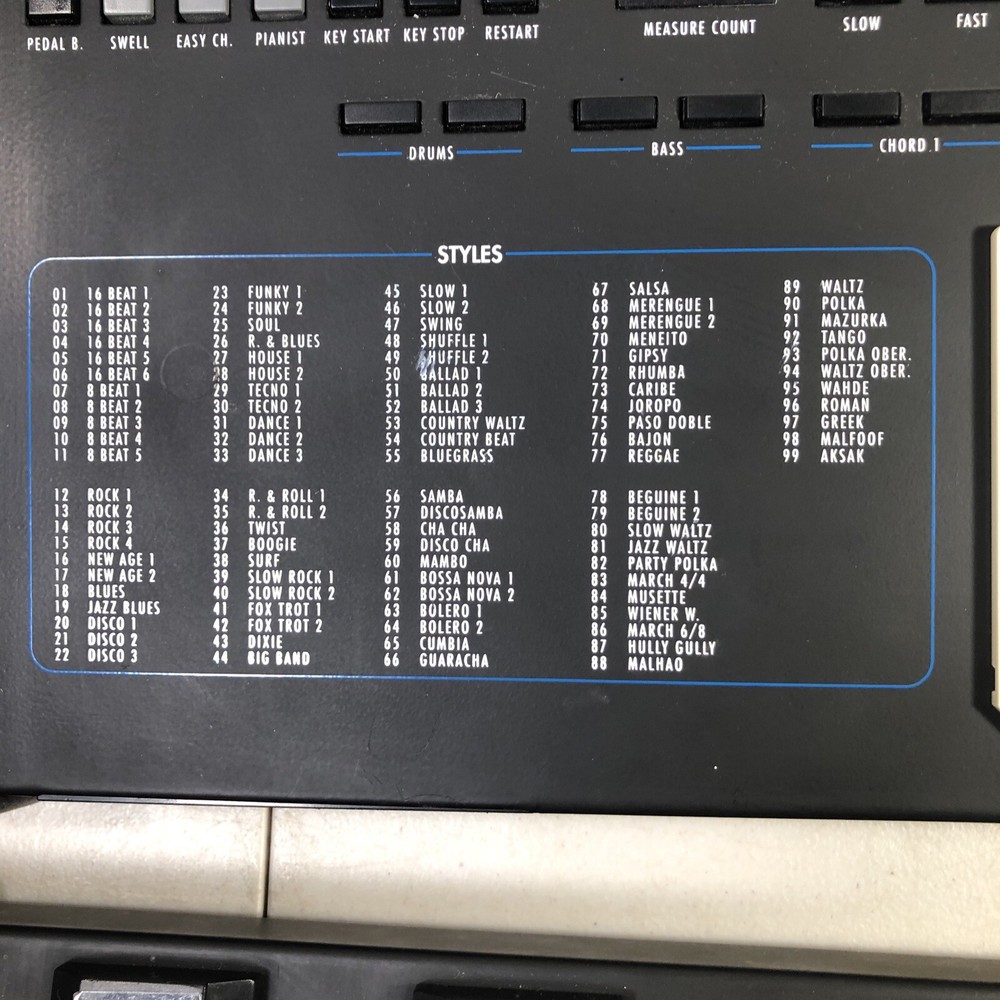 PEDAL B. SWELL EASY CH. PIANIST KEY START KEY STOP RESTART MEASURE COUNT SLOW FAST
DRUMS BASS CHORD 1
STYLES
01 16 BEAT 1
02 16 BEAT 2
03 16 BEAT 3
04 16 BEAT 4
05 16 BEAT 5
06 16 BEAT 6
07 8 BEAT 1
08 8 BEAT 2
09 8 BEAT 3
10 8 BEAT 4
11 8 BEAT 5
12 ROCK 1
13 ROCK 2
14 ROCK 3
15 ROCK 4
16 NEW AGE 1
17 NEW AGE 2
18 BLUES
19 JAZZ BLUES
20 DISCO 1
21 DISCO 2
22 DISCO 3
23 FUNKY 1
24 FUNKY 2
25 SOUL
26 R. & BLUES
27 HOUSE 1
28 HOUSE 2
29 TECNO 1
30 TECNO 2
31 DANCE 1
32 DANCE 2
33 DANCE 3
34 R. & ROLL 1
35 R. & ROLL 2
36 TWIST
37 BOOGIE
38 SURF
39 SLOW ROCK 1
40 SLOW ROCK 2
41 FOX TROT 1
42 FOX TROT 2
43 DIXIE
44 BIG BAND
45 SLOW 1
46 SLOW 2
47 SWING
48 SHUFFLE 1
49 SHUFFLE 2
50 BALLAD 1
51 BALLAD 2
52 BALLAD 3
53 COUNTRY WALTZ
54 COUNTRY BEAT
55 BLUEGRASS
56 SAMBA
57 DISCOSAMBA
58 CHA CHA
59 DISCO CHA
60 MAMBO
61 BOSSA NOVA 1
62 BOSSA NOVA 2
63 BOLERO 1
64 BOLERO 2
65 CUMBIA
66 GUARACHA
67 SALSA
68 MERENGUE 1
69 MERENGUE 2
70 MENEITO
71 GIPSY
72 RHUMBA
73 CARIBE
74 JOROPO
75 PASO DOBLE
76 BAJON
77 REGGAE
78 BEGUINE 1
79 BEGUINE 2
80 SLOW WALTZ
81 JAZZ WALTZ
82 PARTY POLKA
83 MARCH 4/4
84 MUSETTE
85 WIENER W.
86 MARCH 6/8
87 HULLY GULLY
88 MALHAO
89 WALTZ
90 POLKA
91 MAZURKA
92 TANGO
93 POLKA OBER.
94 WALTZ OBER.
95 WAHDE
96 ROMAN
97 GREEK
98 MALFOOF
99 AKSAK